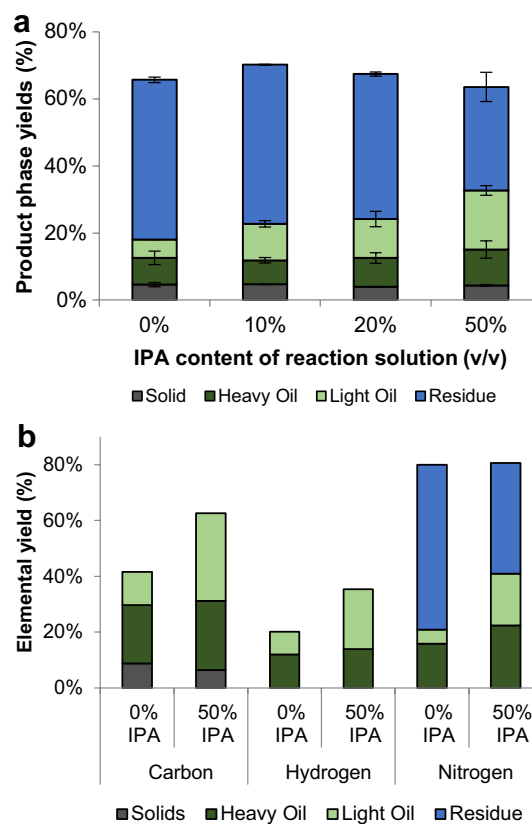 a
Product phase yields (%)
80%
60%
40%
20%
0%
0% 10% 20% 50%
IPA content of reaction solution (v/v)
Solid Heavy Oil Light Oil Residue
b
Elemental yield (%)
80%
60%
40%
20%
0%
0% 50% 0% 50% 0% 50%
IPA IPA IPA IPA IPA IPA
Carbon Hydrogen Nitrogen
Solids Heavy Oil Light Oil Residue